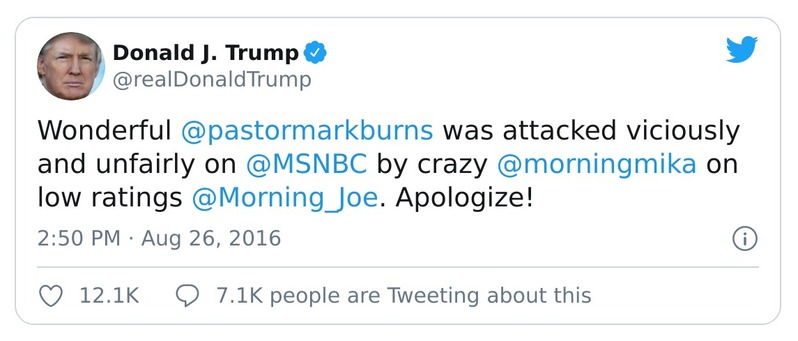 Donald J. Trump
@realDonaldTrump
Wonderful @pastormarkburns was attacked viciously
and unfairly on @MSNBC by crazy @morningmika on
low ratings @Morning_Joe. Apologize!
2:50 PM · Aug 26, 2016
12.1K 7.1K people are Tweeting about this